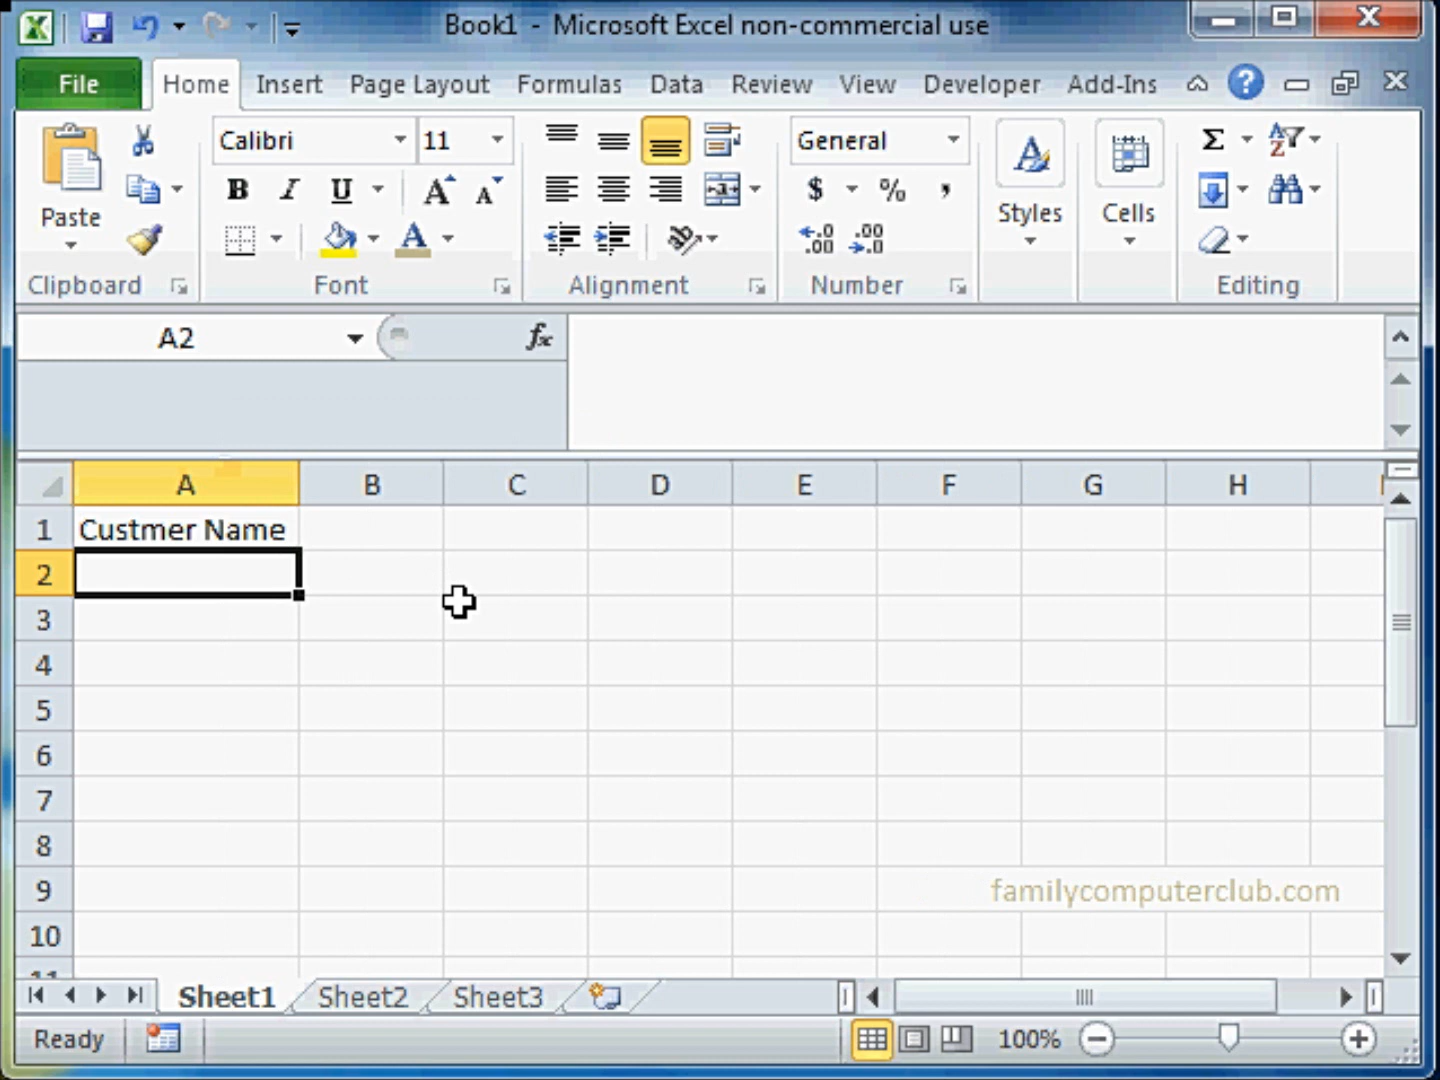 Book1 - Microsoft Excel non-commercial use
File Home Insert Page Layout Formulas Data Review View Developer Add-Ins
Calibri 11 General
B I U A A $ % ,
Paste Styles Cells
Clipboard Font Alignment Number Editing
A2 fx
A B C D E F G H
1 Custmer Name
2
3
4
5
6
7
8
9 familycomputerclub.com
10
11
Sheet1 Sheet2 Sheet3
Ready 100%